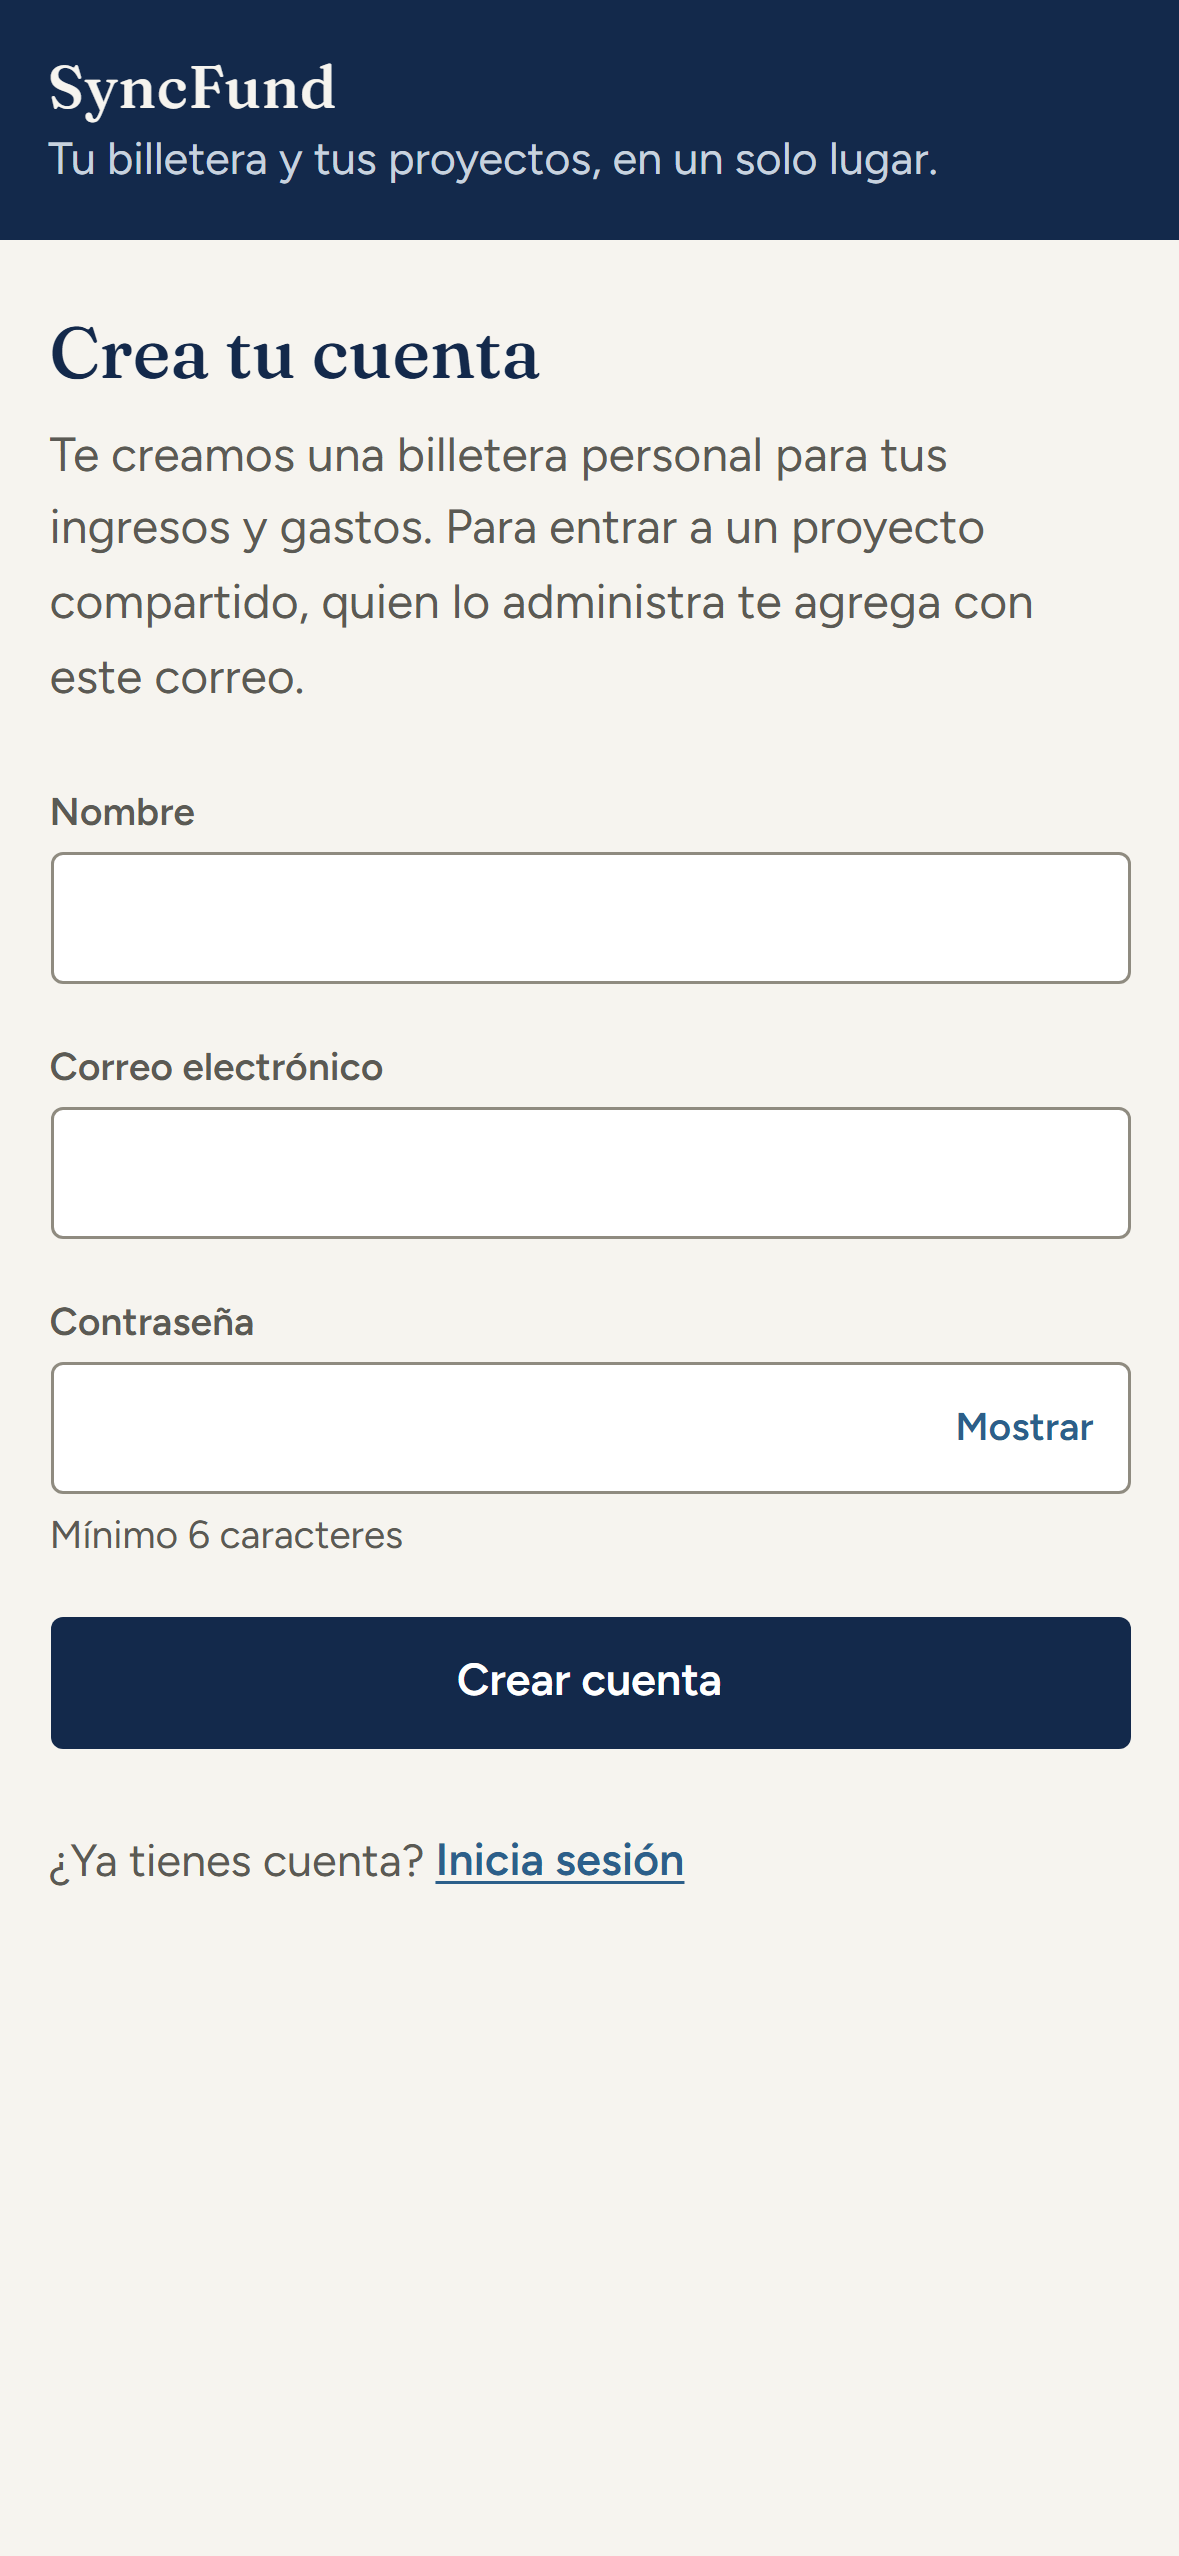 SyncFund
Tu billetera y tus proyectos, en un solo lugar.
Crea tu cuenta
Te creamos una billetera personal para tus
ingresos y gastos. Para entrar a un proyecto
compartido, quien lo administra te agrega con
este correo.
Nombre
Correo electrónico
Contraseña
Mostrar
Mínimo 6 caracteres
Crear cuenta
¿Ya tienes cuenta? Inicia sesión